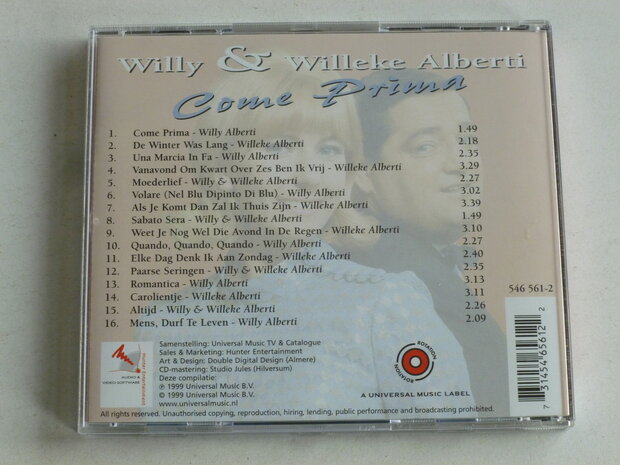 Willy & Willeke Alberti
Come Prima
1. Come Prima - Willy Alberti 1.49
2. De Winter Was Lang - Willeke Alberti 2.18
3. Una Marcia In Fa - Willy Alberti 2.35
4. Vanavond Om Kwart Over Zes Ben Ik Vrij - Willeke Alberti 3.29
5. Moederlief - Willy & Willeke Alberti 2.27
6. Volare (Nel Blu Dipinto Di Blu) - Willy Alberti 3.02
7. Als Je Komt Dan Zal Ik Thuis Zijn - Willeke Alberti 3.39
8. Sabato Sera - Willy & Willeke Alberti 1.49
9. Weet Je Nog Wel Die Avond In De Regen - Willeke Alberti 3.10
10. Quando, Quando, Quando - Willy Alberti 2.27
11. Elke Dag Denk Ik Aan Zondag - Willeke Alberti 2.40
12. Paarse Seringen - Willy & Willeke Alberti 2.35
13. Romantica - Willy Alberti 3.13
14. Carolientje - Willeke Alberti 3.11
15. Altijd - Willy & Willeke Alberti 2.26
16. Mens, Durf Te Leven - Willy Alberti 2.09
546 561-2
7 31454 65612 2
AUDIO &
VIDEO SOFTWARE
Hunter Entertainment
Samenstelling: Universal Music TV & Catalogue
Sales & Marketing: Hunter Entertainment
Art & Design: Double Digital Design (Almere)
CD-mastering: Studio Jules (Hilversum)
Deze compilatie:
℗ 1999 Universal Music B.V.
© 1999 Universal Music B.V.
www.universalmusic.nl
ROTATION
ROTATION
A UNIVERSAL MUSIC LABEL
All rights reserved. Unauthorised copying, reproduction, hiring, lending, public performance and broadcasting prohibited.